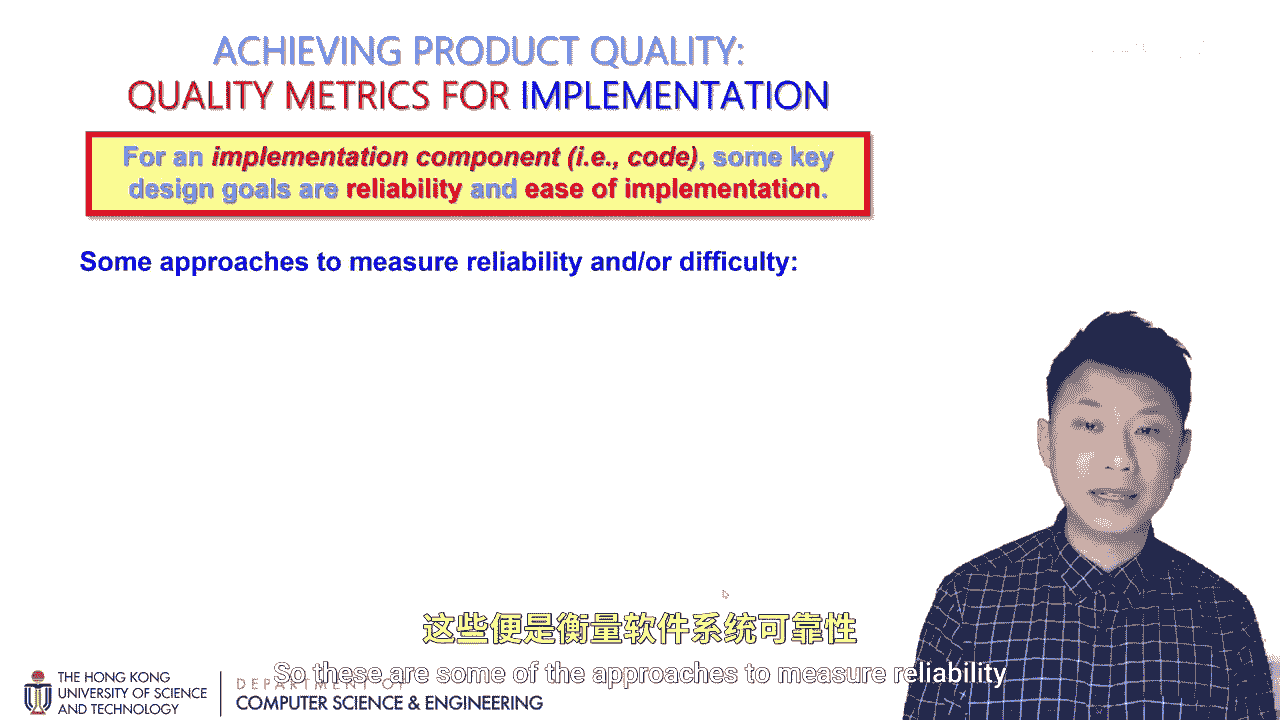 ACHIEVING PRODUCT QUALITY:
QUALITY METRICS FOR IMPLEMENTATION
For an implementation component (i.e., code), some key
design goals are reliability and ease of implementation.
Some approaches to measure reliability and/or difficulty:
这些便是衡量软件系统可靠性
So these are some of the approaches to measure reliability
THE HONG KONG
UNIVERSITY OF SCIENCE
AND TECHNOLOGY
DEPARTMENT OF
COMPUTER SCIENCE & ENGINEERING